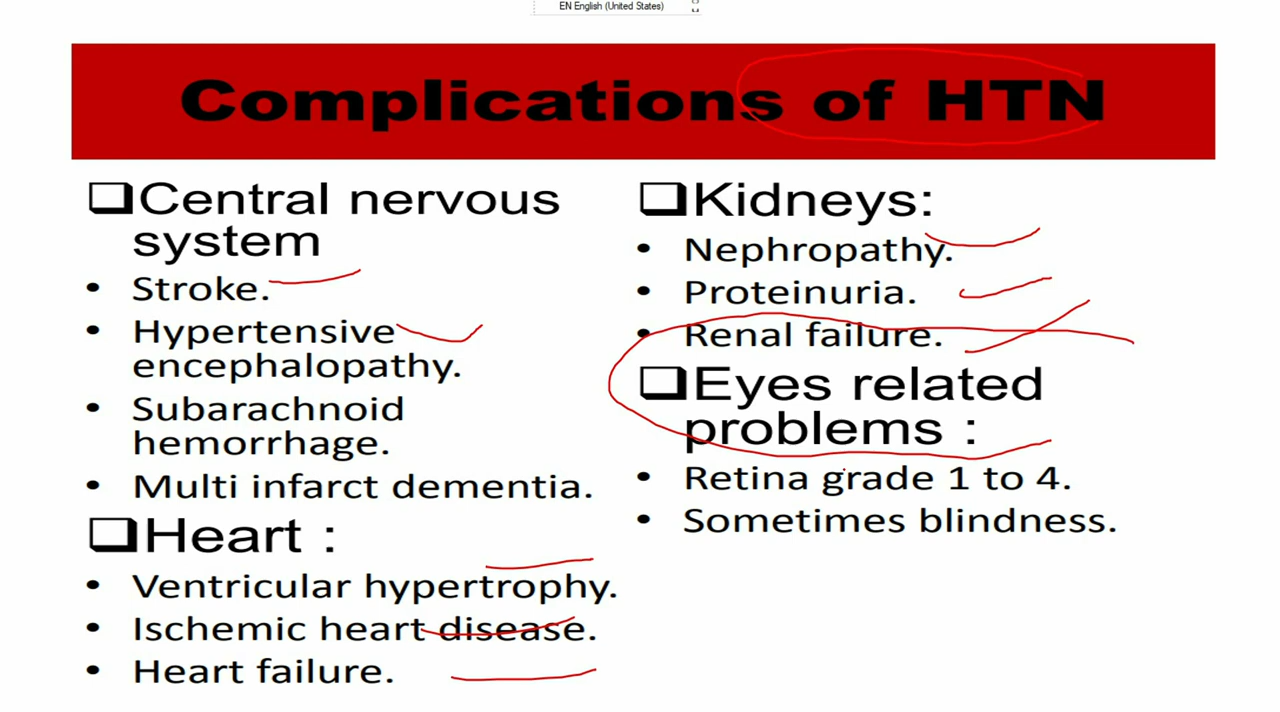 EN English (United States)
Complications of HTN
❑Central nervous
system
• Stroke.
• Hypertensive
encephalopathy.
• Subarachnoid
hemorrhage.
• Multi infarct dementia.
❑Heart :
• Ventricular hypertrophy.
• Ischemic heart disease.
• Heart failure.
❑Kidneys:
• Nephropathy.
• Proteinuria.
• Renal failure.
❑Eyes related
problems :
• Retina grade 1 to 4.
• Sometimes blindness.